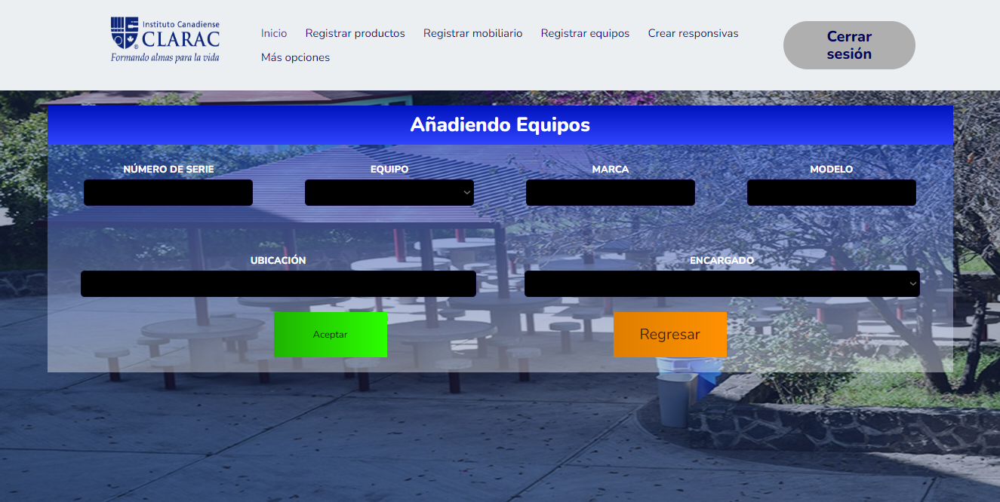 Instituto Canadiense
CLARAC
®
Formando almas para la vida
Inicio Registrar productos Registrar mobiliario Registrar equipos Crear responsivas
Más opciones
Cerrar
sesión
Añadiendo Equipos
NÚMERO DE SERIE EQUIPO MARCA MODELO
UBICACIÓN ENCARGADO
Aceptar Regresar